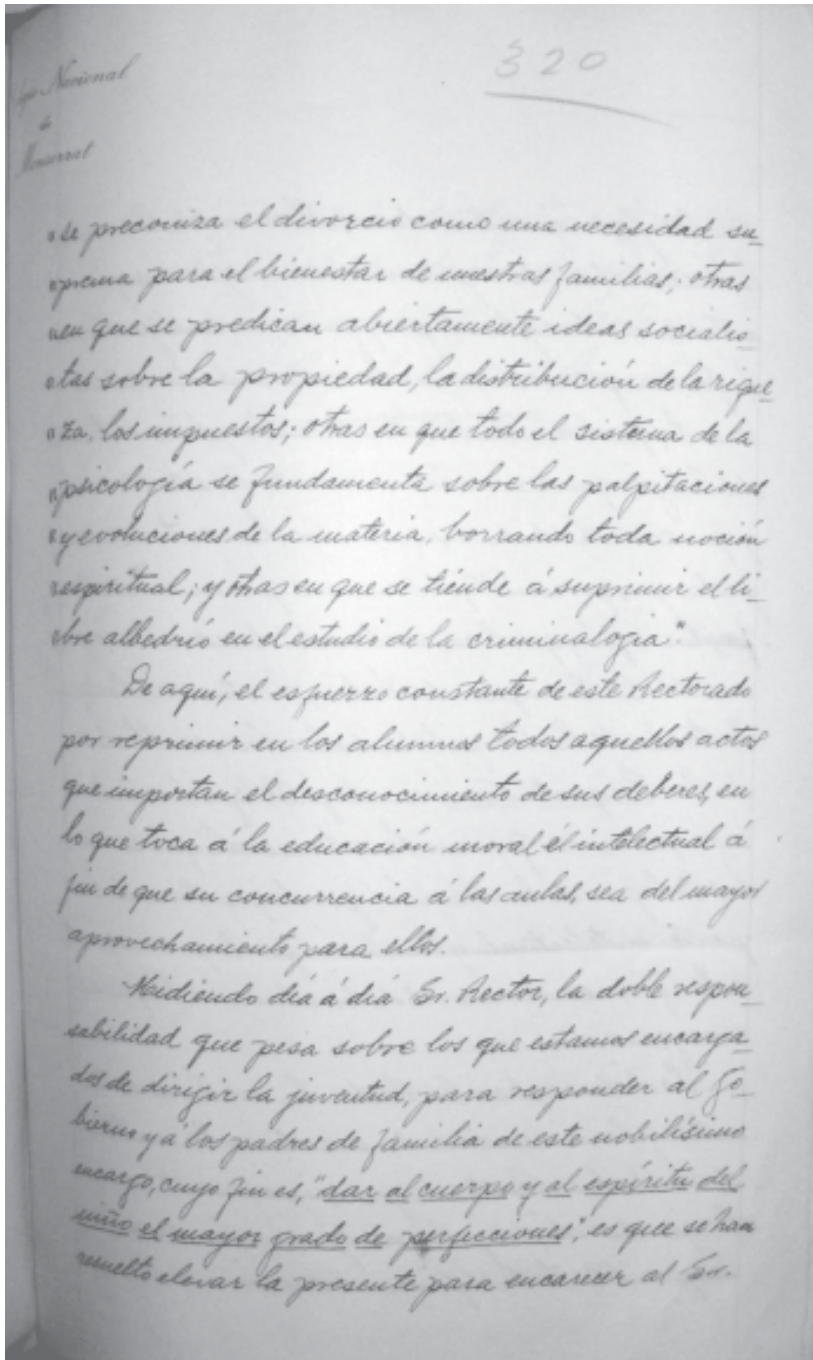 320
Nacional
de
Monserrat
"se preconiza el divorcio como una necesidad su-
"prema para el bienestar de nuestras familias; otras
"en que se predican abiertamente ideas socialis-
"tas sobre la propiedad, la distribución de la rique-
"za, los impuestos; otras en que todo el sistema de la
"psicología se fundamenta sobre las palpitaciones
"y evoluciones de la materia, borrando toda noción
"espiritual; y otras en que se tiende á suprimir el li-
"bre albedrío en el estudio de la criminalogia".
De aquí, el esfuerzo constante de este Rectorado
por reprimir en los alumnos todos aquellos actos
que importan el desconocimiento de sus deberes, en
lo que toca á la educación moral é intelectual á
fin de que su concurrencia á las aulas, sea del mayor
aprovechamiento para ellos.
Midiendo día á día Sr. Rector, la doble respon-
sabilidad que pesa sobre los que estamos encarga-
dos de dirigir la juventud, para responder al Go-
bierno y á los padres de familia de este nobilísimo
encargo, cuyo fin es, "dar al cuerpo y al espíritu del
niño el mayor grado de perfecciones", es que se han
resuelto elevar la presente para encarecer al Sr.